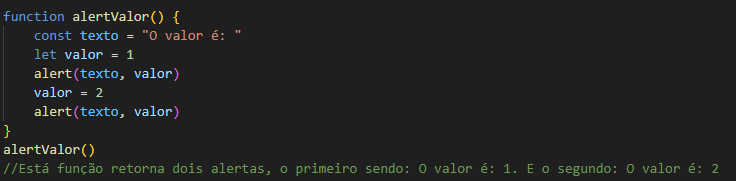 function alertValor() {
const texto = "O valor é: "
let valor = 1
alert(texto, valor)
valor = 2
alert(texto, valor)
}
alertValor()
//Está função retorna dois alertas, o primeiro sendo: O valor é: 1. E o segundo: O valor é: 2